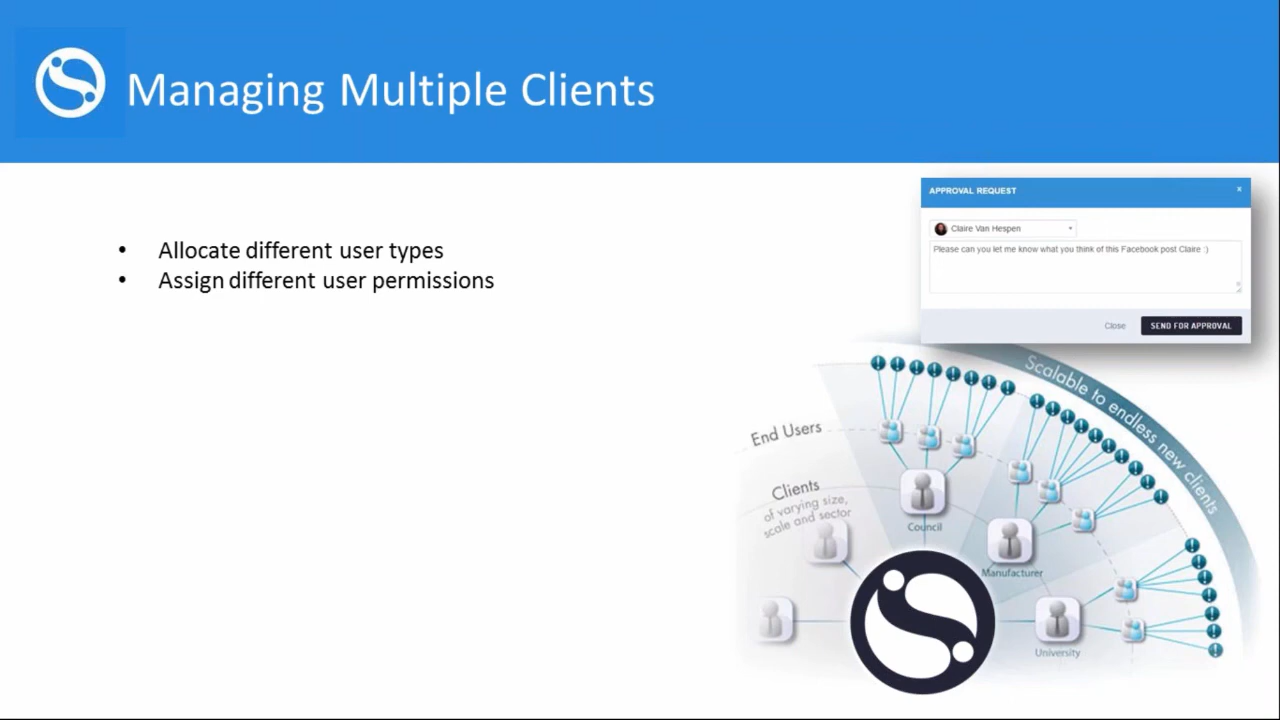 Managing Multiple Clients
• Allocate different user types
• Assign different user permissions
APPROVAL REQUEST
x
Claire Van Hespen
Please can you let me know what you think of this Facebook post Claire :)
Close
SEND FOR APPROVAL
Scalable to endless new clients
End Users
Clients
of varying size,
scale and sector
Council
Manufacturer
University